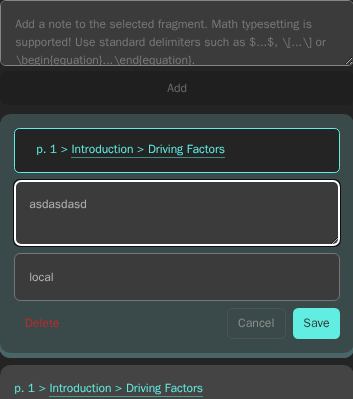 Add a note to the selected fragment. Math typesetting is
supported! Use standard delimiters such as $...$, \[...\] or
\begin{equation}...\end{equation}.
Add
p. 1 > Introduction > Driving Factors
asdasdasd
local
Delete Cancel Save
p. 1 > Introduction > Driving Factors